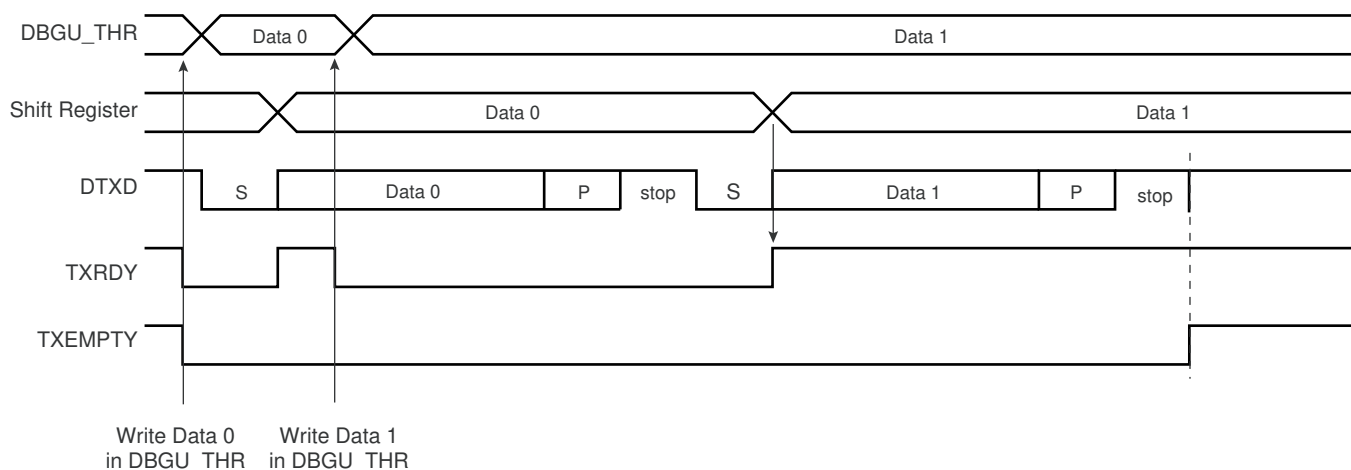 DBGU_THR
Data 0
Data 1
Shift Register
Data 0
Data 1
DTXD
S
Data 0
P
stop
S
Data 1
P
stop
TXRDY
TXEMPTY
Write Data 0
in DBGU_THR
Write Data 1
in DBGU_THR